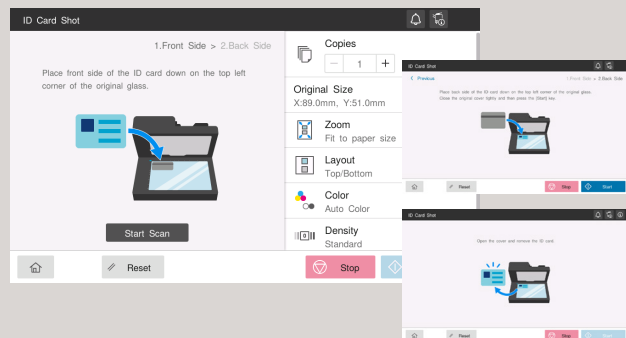 ID Card Shot
1.Front Side > 2.Back Side
Place front side of the ID card down on the top left
corner of the original glass.
Start Scan
Copies
1
Original Size
X:89.0mm, Y:51.0mm
Zoom
Fit to paper size
Layout
Top/Bottom
Color
Auto Color
Density
Standard
Reset
Stop
ID Card Shot
Previous
1.Front Side > 2.Back Side
Place back side of the ID card down on the top left corner of the original glass.
Close the original cover lightly and then press the [Start] key.
Reset
Stop
Start
ID Card Shot
Open the cover and remove the ID card.
Reset
Stop
Start